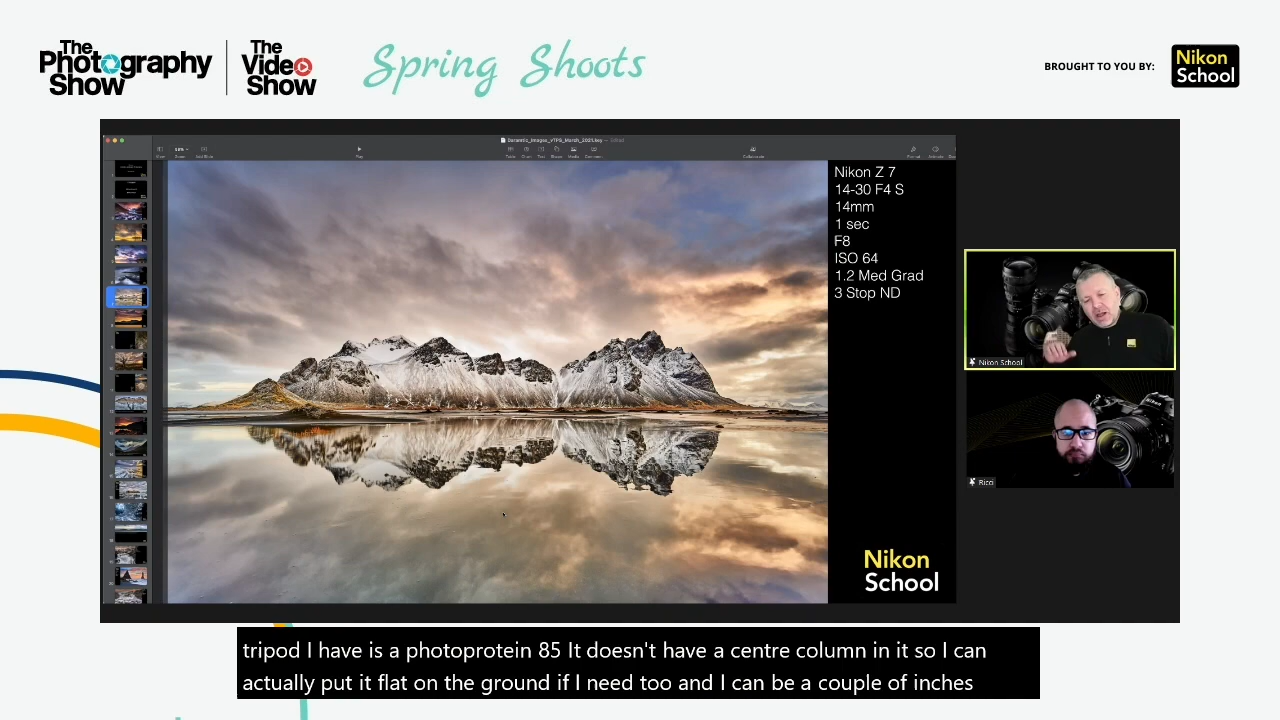 The
Photography
Show
The
Video
Show
Spring Shoots
BROUGHT TO YOU BY:
Nikon
School
Nikon Z 7
14-30 F4 S
14mm
1 sec
F8
ISO 64
1.2 Med Grad
3 Stop ND
Nikon School
Ricci
Nikon
School
tripod I have is a photoprotein 85 It doesn't have a centre column in it so I can
actually put it flat on the ground if I need too and I can be a couple of inches